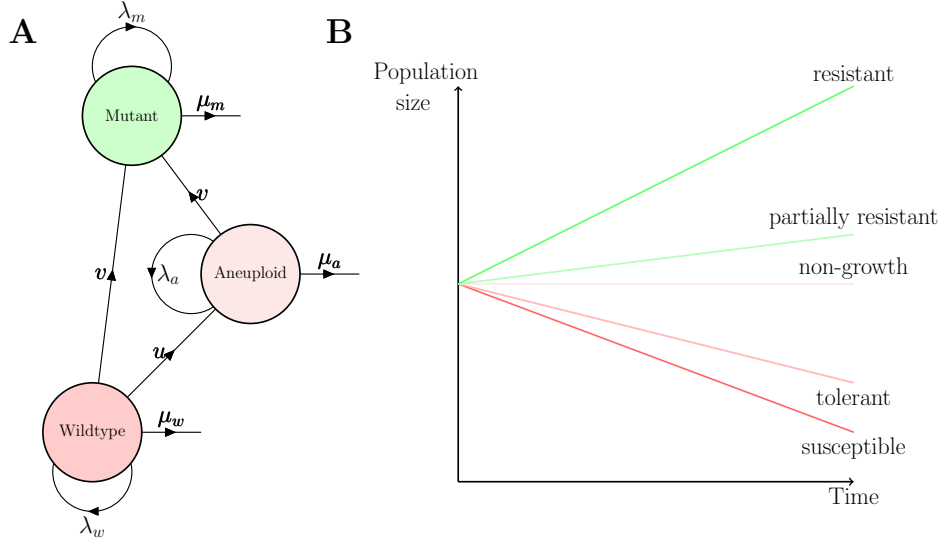 A
λm
Mutant
μm
v
v
Aneuploid
λa
μa
u
Wildtype
μw
λw
B
Population
size
resistant
partially resistant
non-growth
tolerant
susceptible
Time